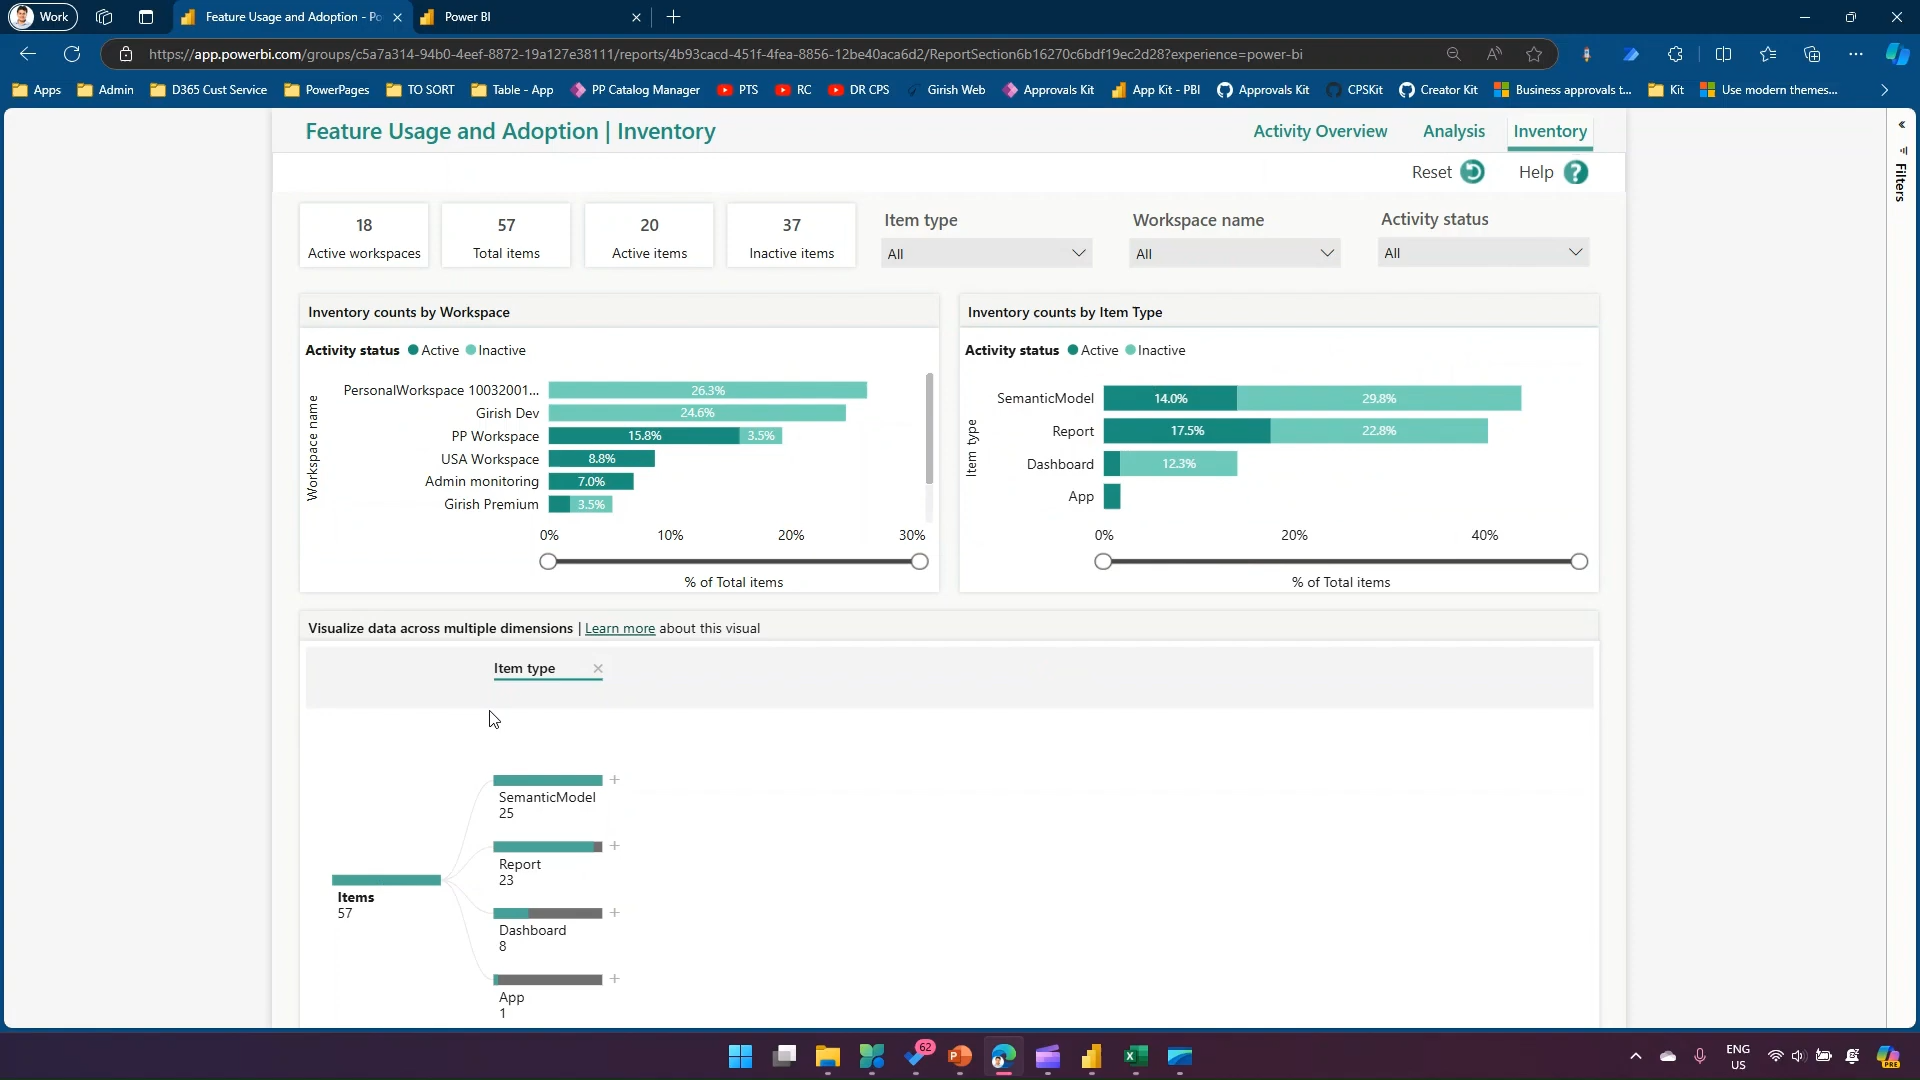 Work
Feature Usage and Adoption - Po
Power BI
https://app.powerbi.com/groups/c5a7a314-94b0-4eef-8872-19a127e38111/reports/4b93cacd-451f-4fea-8856-12be40aca6d2/ReportSection6b16270c6bdf19ec2d28?experience=power-bi
Apps
Admin
D365 Cust Service
PowerPages
TO SORT
Table - App
PP Catalog Manager
PTS
RC
DR CPS
Girish Web
Approvals Kit
App Kit - PBI
Approvals Kit
CPSKit
Creator Kit
Business approvals t...
Kit
Use modern themes...
Feature Usage and Adoption | Inventory
Activity Overview
Analysis
Inventory
Reset
Help
Filters
18
Active workspaces
57
Total items
20
Active items
37
Inactive items
Item type
All
Workspace name
All
Activity status
All
Inventory counts by Workspace
Activity status Active Inactive
Workspace name
PersonalWorkspace 10032001... 26.3%
Girish Dev 24.6%
PP Workspace 15.8% 3.5%
USA Workspace 8.8%
Admin monitoring 7.0%
Girish Premium 3.5%
0% 10% 20% 30%
% of Total items
Inventory counts by Item Type
Activity status Active Inactive
Item type
SemanticModel 14.0% 29.8%
Report 17.5% 22.8%
Dashboard 12.3%
App
0% 20% 40%
% of Total items
Visualize data across multiple dimensions | Learn more about this visual
Item type
Items
57
SemanticModel
25
Report
23
Dashboard
8
App
1
62
ENG
US
PRE